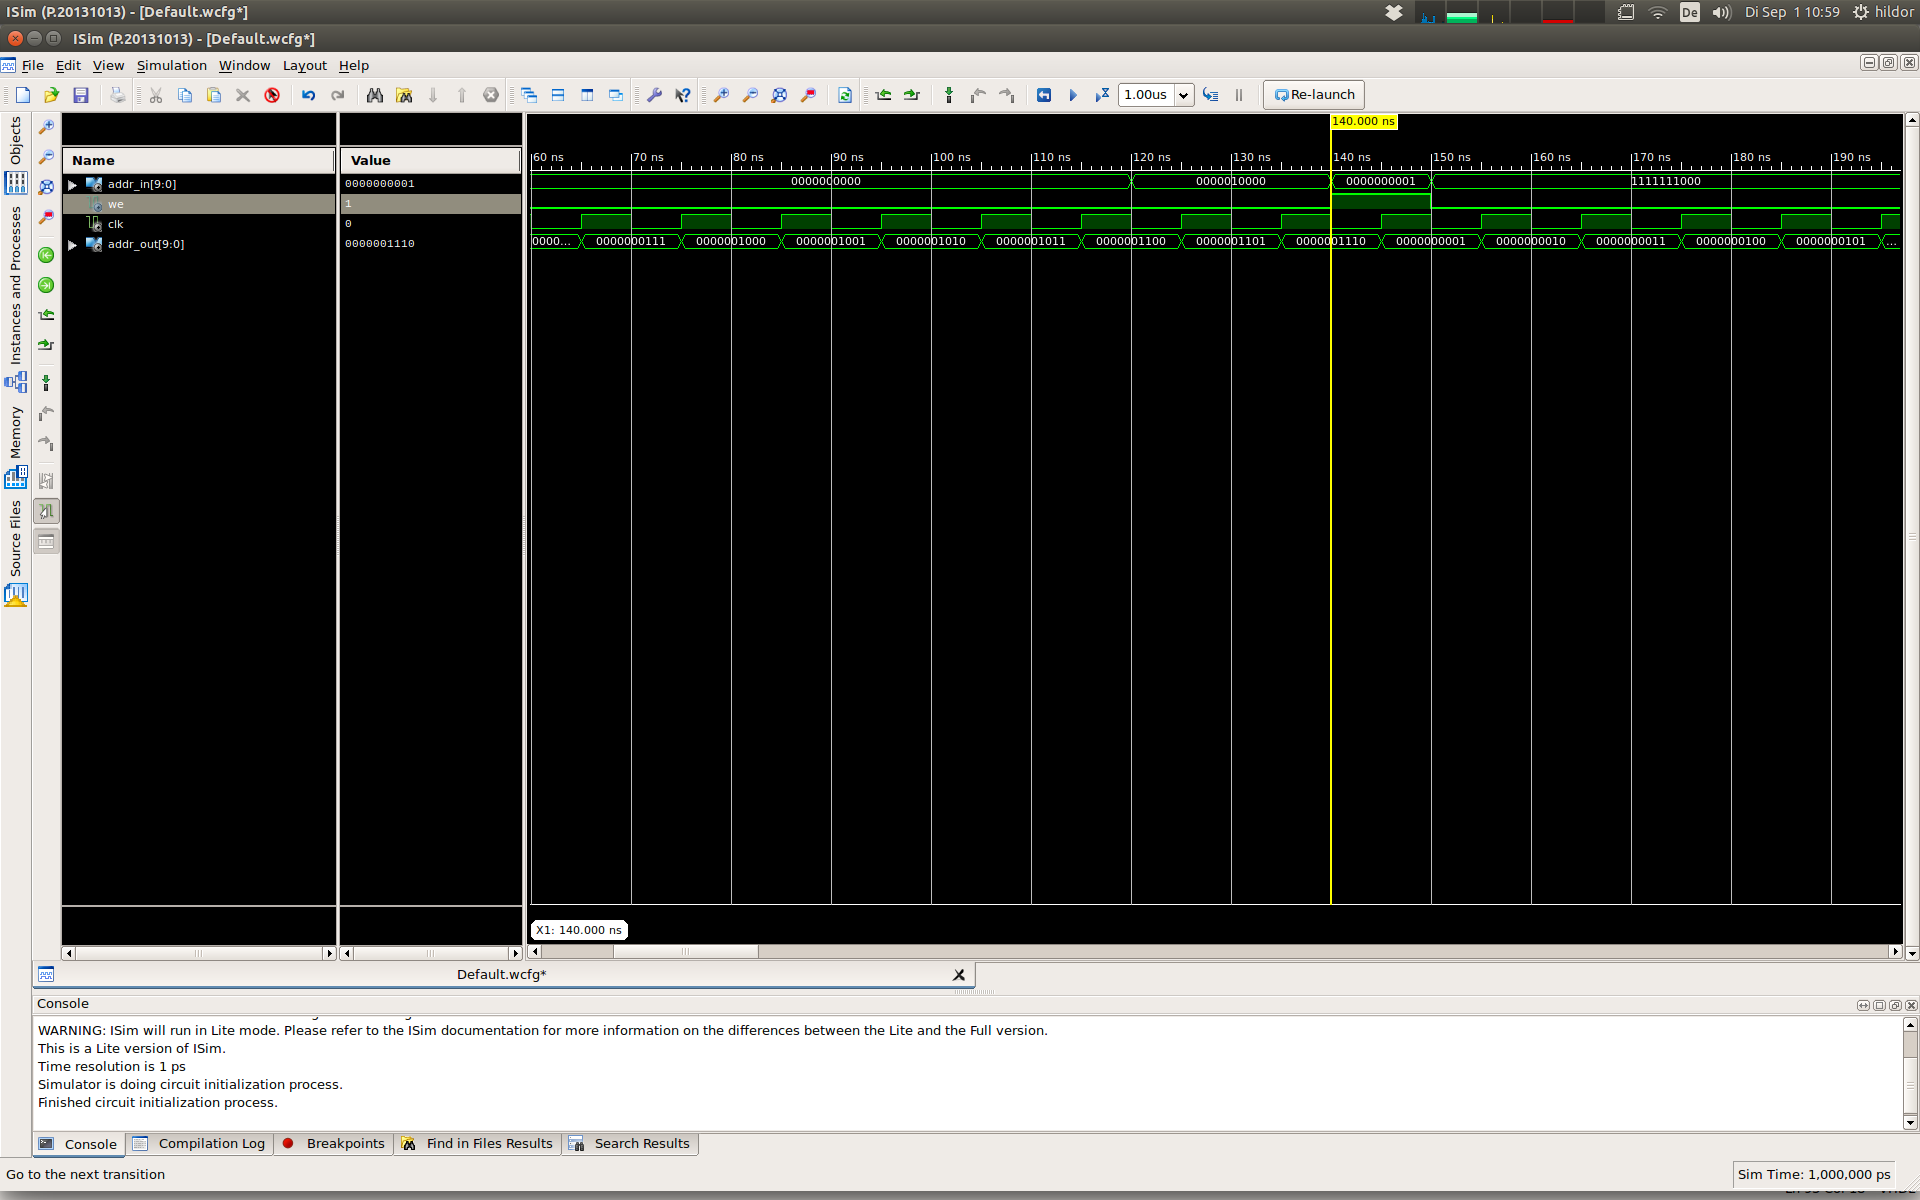 ISim (P.20131013) - [Default.wcfg*]
De
Di Sep 1 10:59
hildor
ISim (P.20131013) - [Default.wcfg*]
File Edit View Simulation Window Layout Help
1.00us
Re-launch
Objects
Instances and Processes
Memory
Source Files
Name
Value
addr_in[9:0]
0000000001
we
1
clk
0
addr_out[9:0]
0000001110
140.000 ns
60 ns 70 ns 80 ns 90 ns 100 ns 110 ns 120 ns 130 ns 140 ns 150 ns 160 ns 170 ns 180 ns 190 ns
0000000000 0000010000 0000000001 1111111000
0000... 0000000111 0000001000 0000001001 0000001010 0000001011 0000001100 0000001101 0000001110 0000000001 0000000010 0000000011 0000000100 0000000101 ...
X1: 140.000 ns
Default.wcfg*
Console
WARNING: ISim will run in Lite mode. Please refer to the ISim documentation for more information on the differences between the Lite and the Full version.
This is a Lite version of ISim.
Time resolution is 1 ps
Simulator is doing circuit initialization process.
Finished circuit initialization process.
Console Compilation Log Breakpoints Find in Files Results Search Results
Go to the next transition
Sim Time: 1,000,000 ps